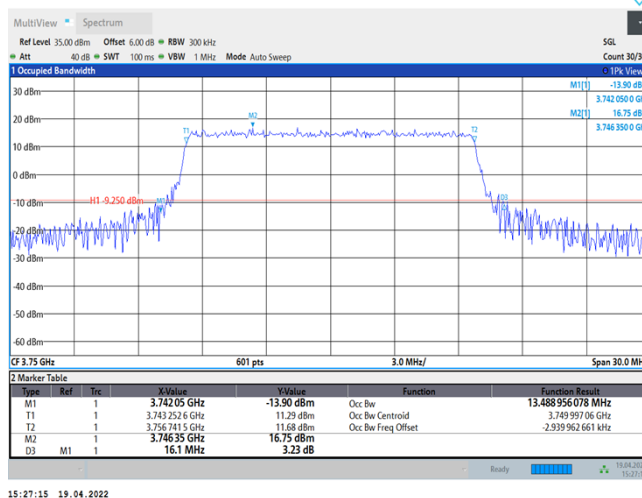 MultiView Spectrum
Ref Level 35.00 dBm Offset 6.00 dB RBW 300 kHz SGL
Att 40 dB SWT 100 ms VBW 1 MHz Mode Auto Sweep Count 30/3
1 Occupied Bandwidth 1Pk View
M1[1] -13.90 dB
30 dBm
3.742 050 0 G
M2[1] 16.75 dB
20 dBm
M2
3.746 350 0 G
T1
T2
10 dBm
0 dBm
-10 dBm
H1 -9.250 dBm
M1
D3
-20 dBm
-30 dBm
-40 dBm
-50 dBm
-60 dBm
CF 3.75 GHz 601 pts 3.0 MHz/ Span 30.0 MH
2 Marker Table
Type Ref Trc X-Value Y-Value Function Function Result
M1 1 3.742 05 GHz -13.90 dBm Occ Bw 13.488 956 078 MHz
T1 1 3.743 252 6 GHz 11.29 dBm Occ Bw Centroid 3.749 997 06 GHz
T2 1 3.756 741 5 GHz 11.68 dBm Occ Bw Freq Offset -2.939 962 661 kHz
M2 1 3.746 35 GHz 16.75 dBm
D3 M1 1 16.1 MHz 3.23 dB
Ready
19.04.202
15:27:1
15:27:15 19.04.2022